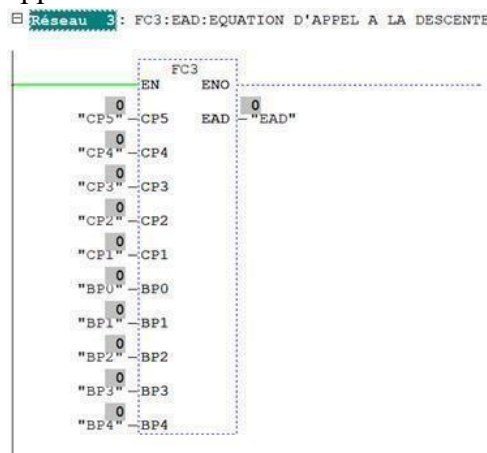 Réseau 3: FC3:EAD:EQUATION D'APPEL A LA DESCENTE
FC3
EN ENO
0 0
"CP5" CP5 EAD "EAD"
0
"CP4" CP4
0
"CP3" CP3
0
"CP2" CP2
0
"CP1" CP1
0
"BP0" BP0
0
"BP1" BP1
0
"BP2" BP2
0
"BP3" BP3
0
"BP4" BP4